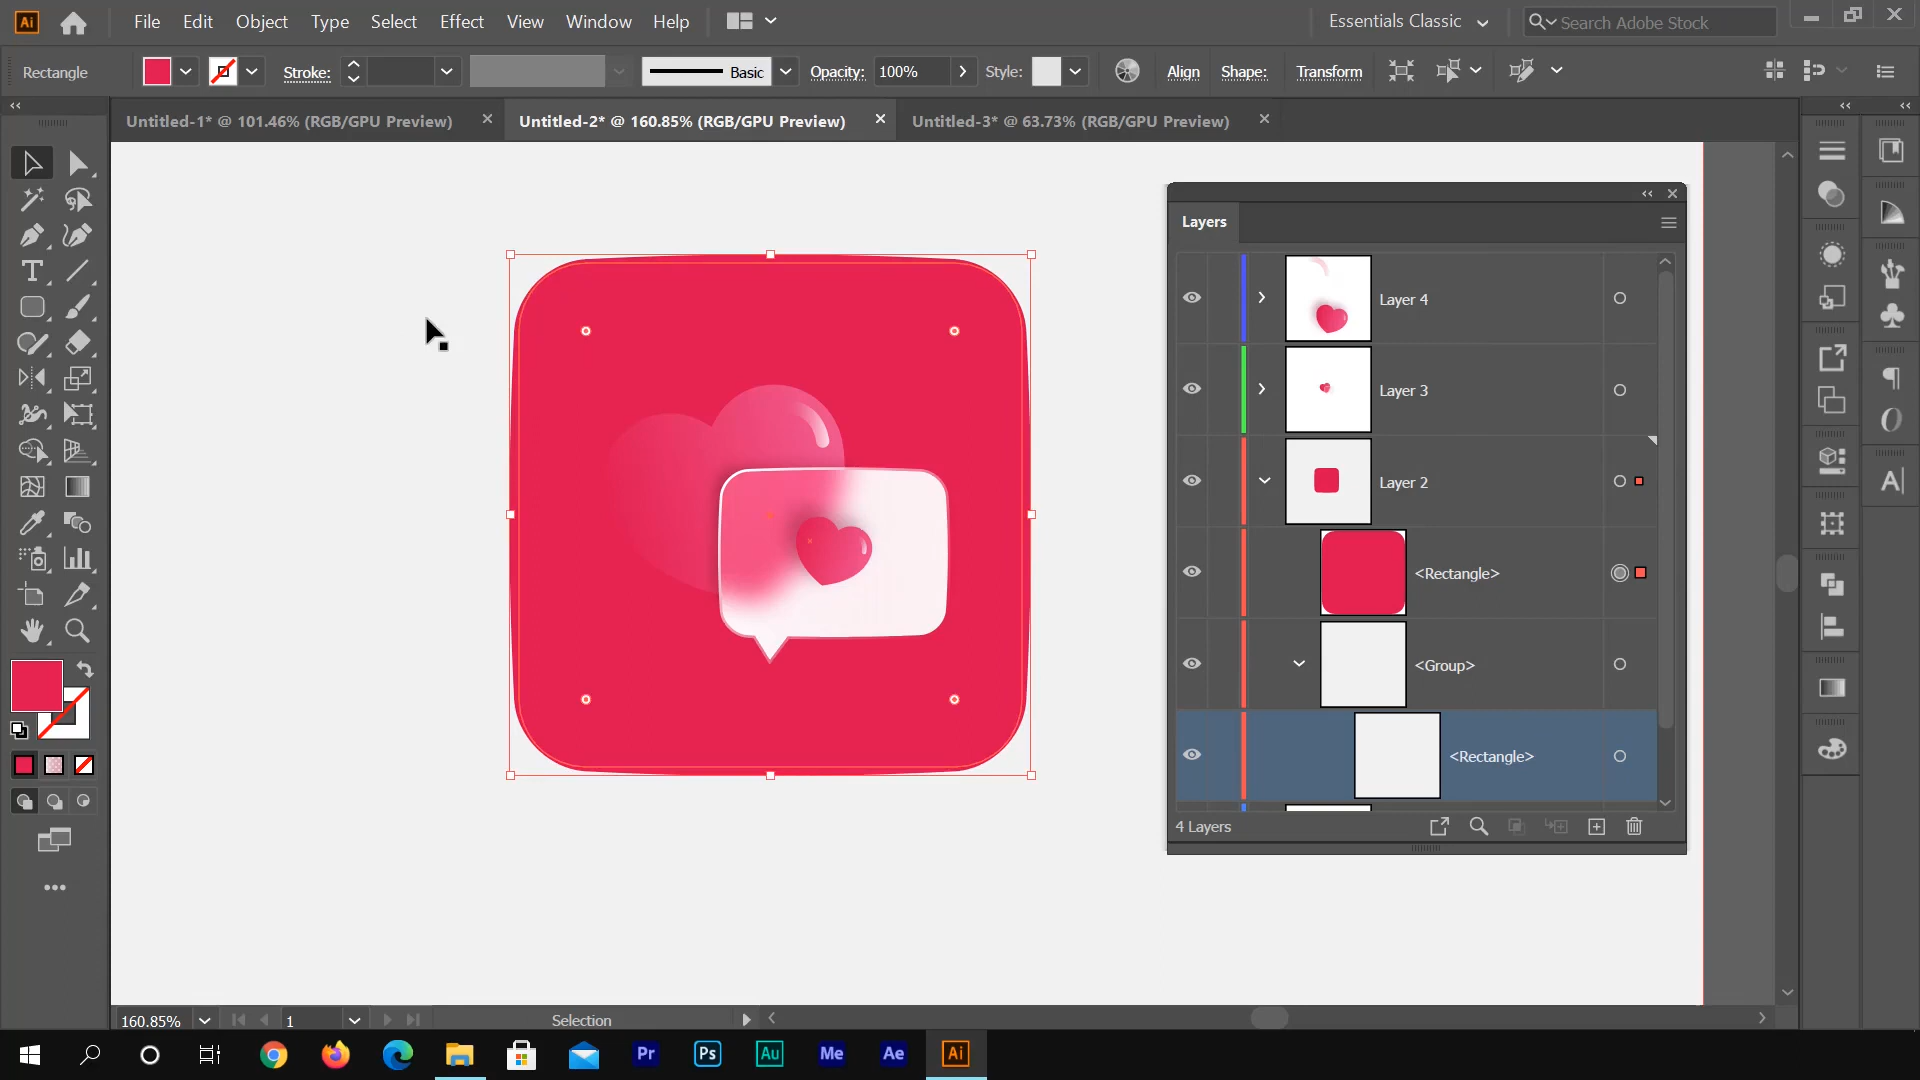 Ai File Edit Object Type Select Effect View Window Help Essentials Classic Search Adobe Stock
Rectangle Stroke: Basic Opacity: 100% Style: Align Shape: Transform
Untitled-1* @ 101.46% (RGB/GPU Preview) Untitled-2* @ 160.85% (RGB/GPU Preview) Untitled-3* @ 63.73% (RGB/GPU Preview)
Layers
Layer 4
Layer 3
Layer 2
<Rectangle>
<Group>
<Rectangle>
4 Layers
160.85% 1 Selection
Pr Ps Au Me Ae Ai